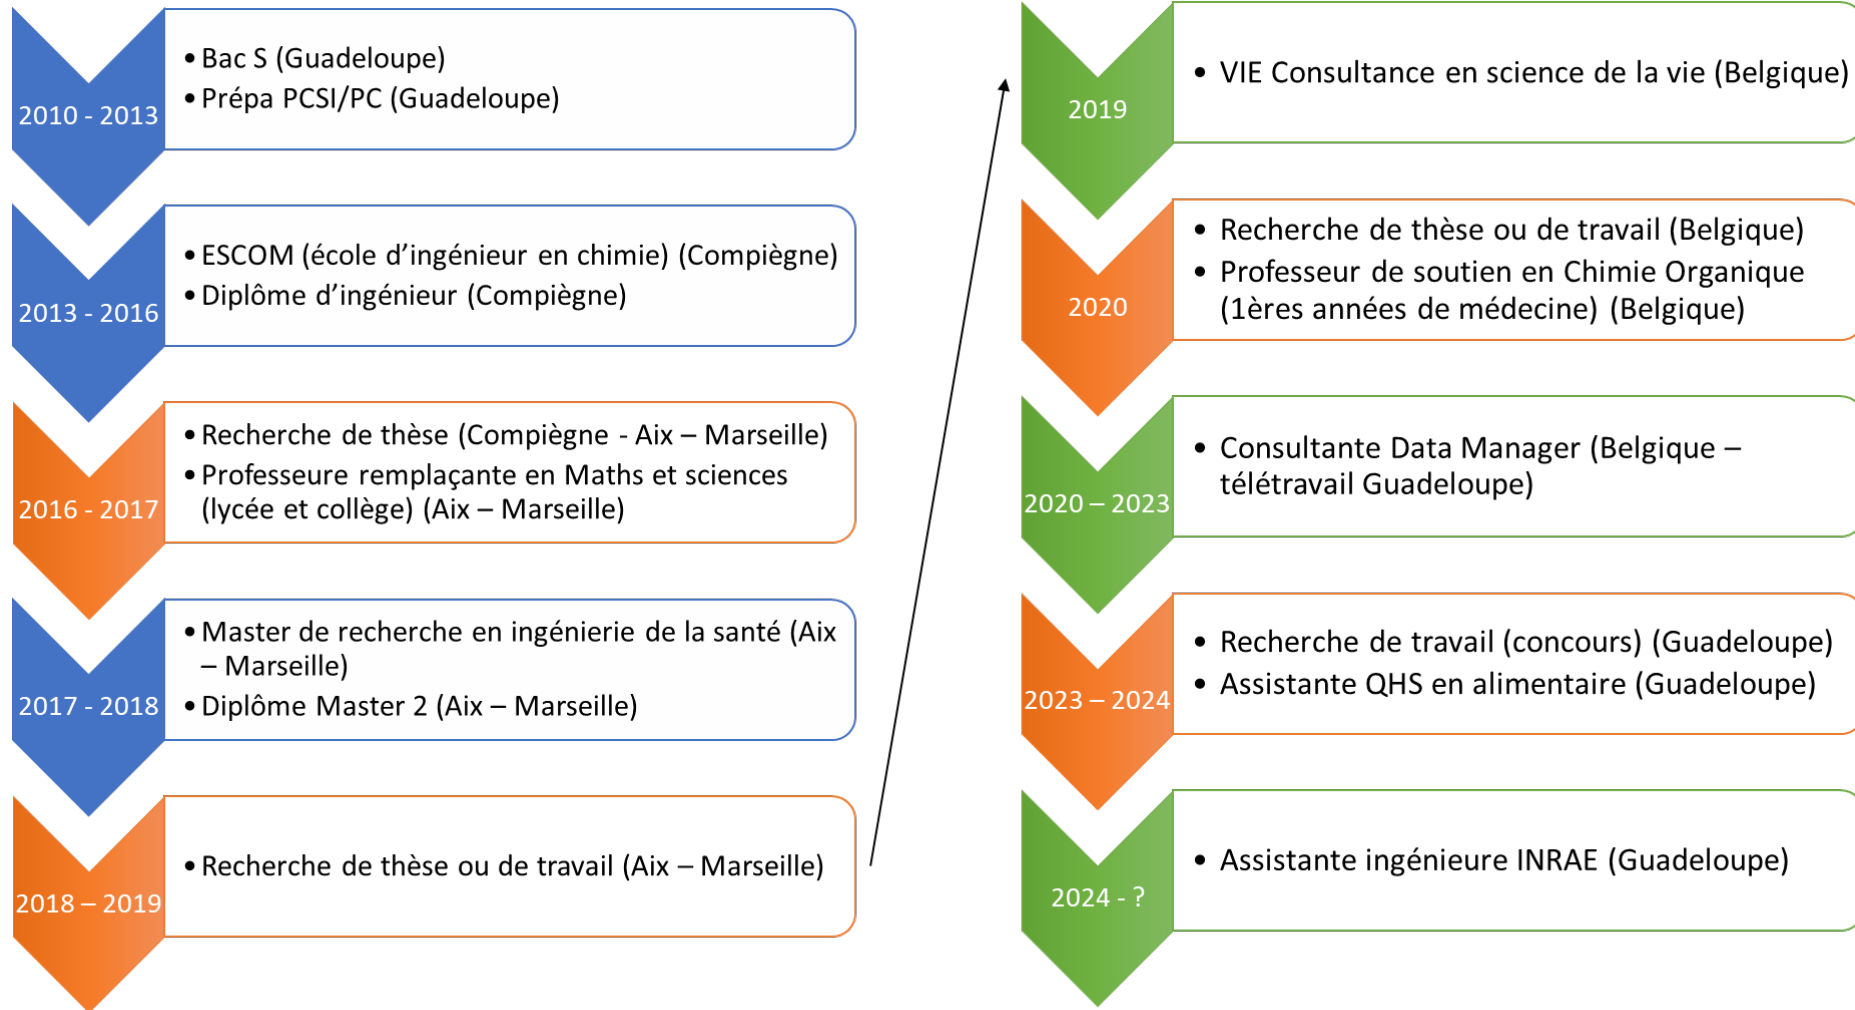 2010 - 2013
• Bac S (Guadeloupe)
• Prépa PCSI/PC (Guadeloupe)
2013 - 2016
• ESCOM (école d’ingénieur en chimie) (Compiègne)
• Diplôme d’ingénieur (Compiègne)
2016 - 2017
• Recherche de thèse (Compiègne - Aix – Marseille)
• Professeure remplaçante en Maths et sciences
(lycée et collège) (Aix – Marseille)
2017 - 2018
• Master de recherche en ingénierie de la santé (Aix
– Marseille)
• Diplôme Master 2 (Aix – Marseille)
2018 – 2019
• Recherche de thèse ou de travail (Aix – Marseille)
2019
• VIE Consultance en science de la vie (Belgique)
2020
• Recherche de thèse ou de travail (Belgique)
• Professeur de soutien en Chimie Organique
(1ères années de médecine) (Belgique)
2020 – 2023
• Consultante Data Manager (Belgique –
télétravail Guadeloupe)
2023 – 2024
• Recherche de travail (concours) (Guadeloupe)
• Assistante QHS en alimentaire (Guadeloupe)
2024 - ?
• Assistante ingénieure INRAE (Guadeloupe)